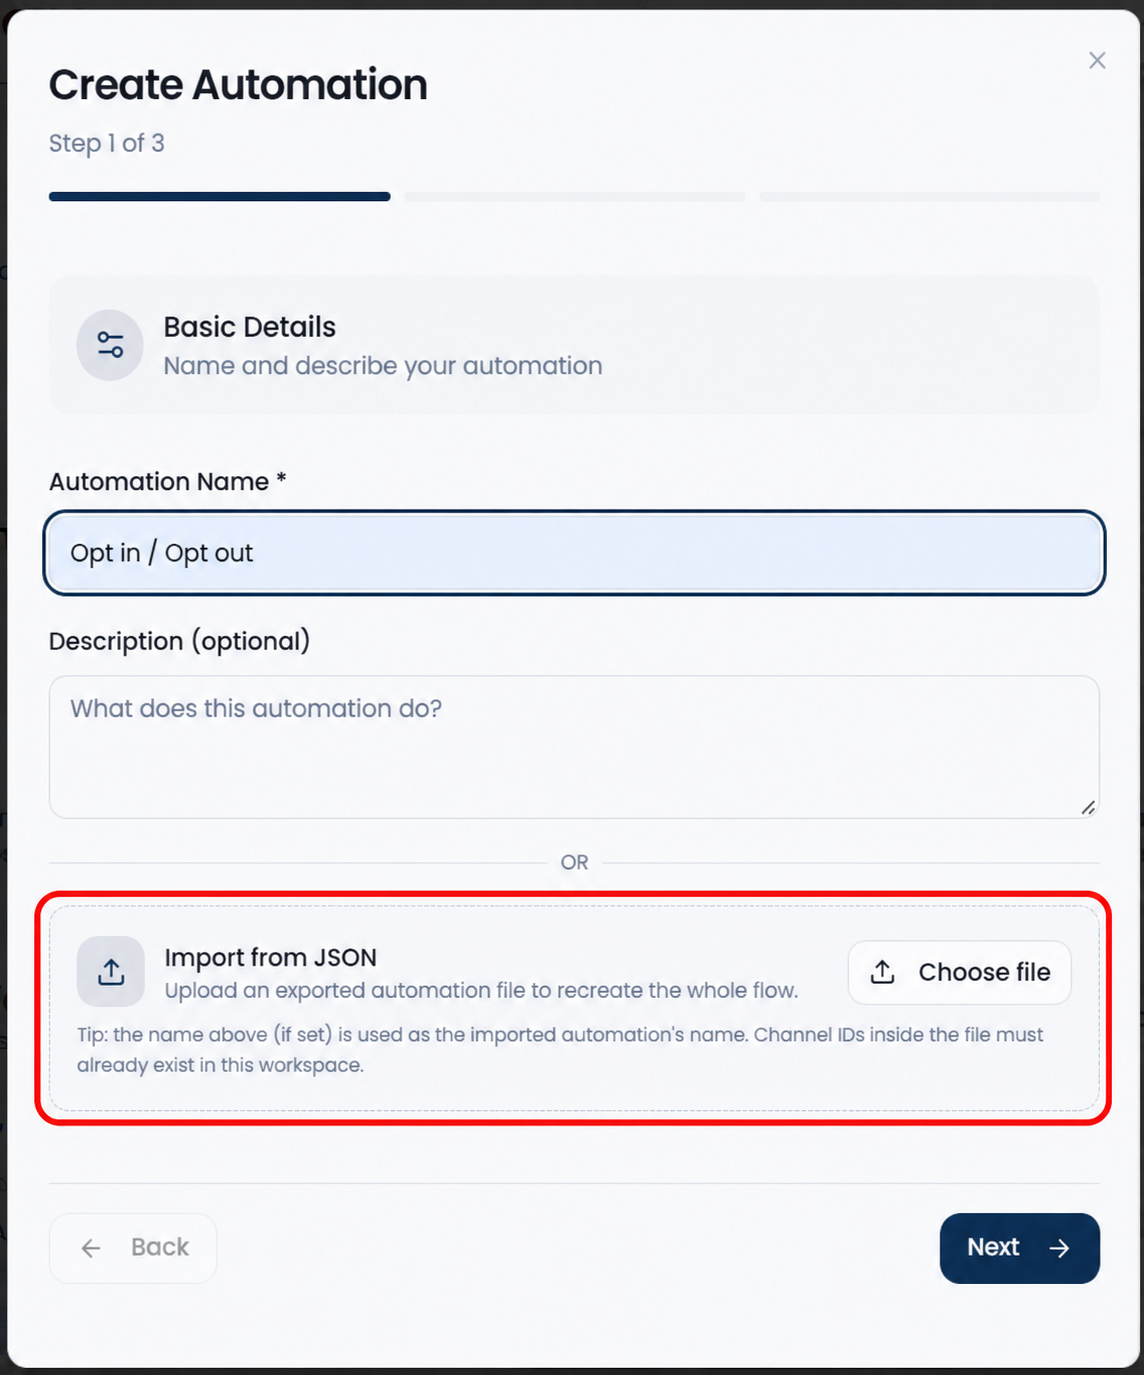 Create Automation
Step 1 of 3
Basic Details
Name and describe your automation
Automation Name *
Opt in / Opt out
Description (optional)
What does this automation do?
OR
Import from JSON
Upload an exported automation file to recreate the whole flow.
Choose file
Tip: the name above (if set) is used as the imported automation's name. Channel IDs inside the file must
already exist in this workspace.
Back
Next